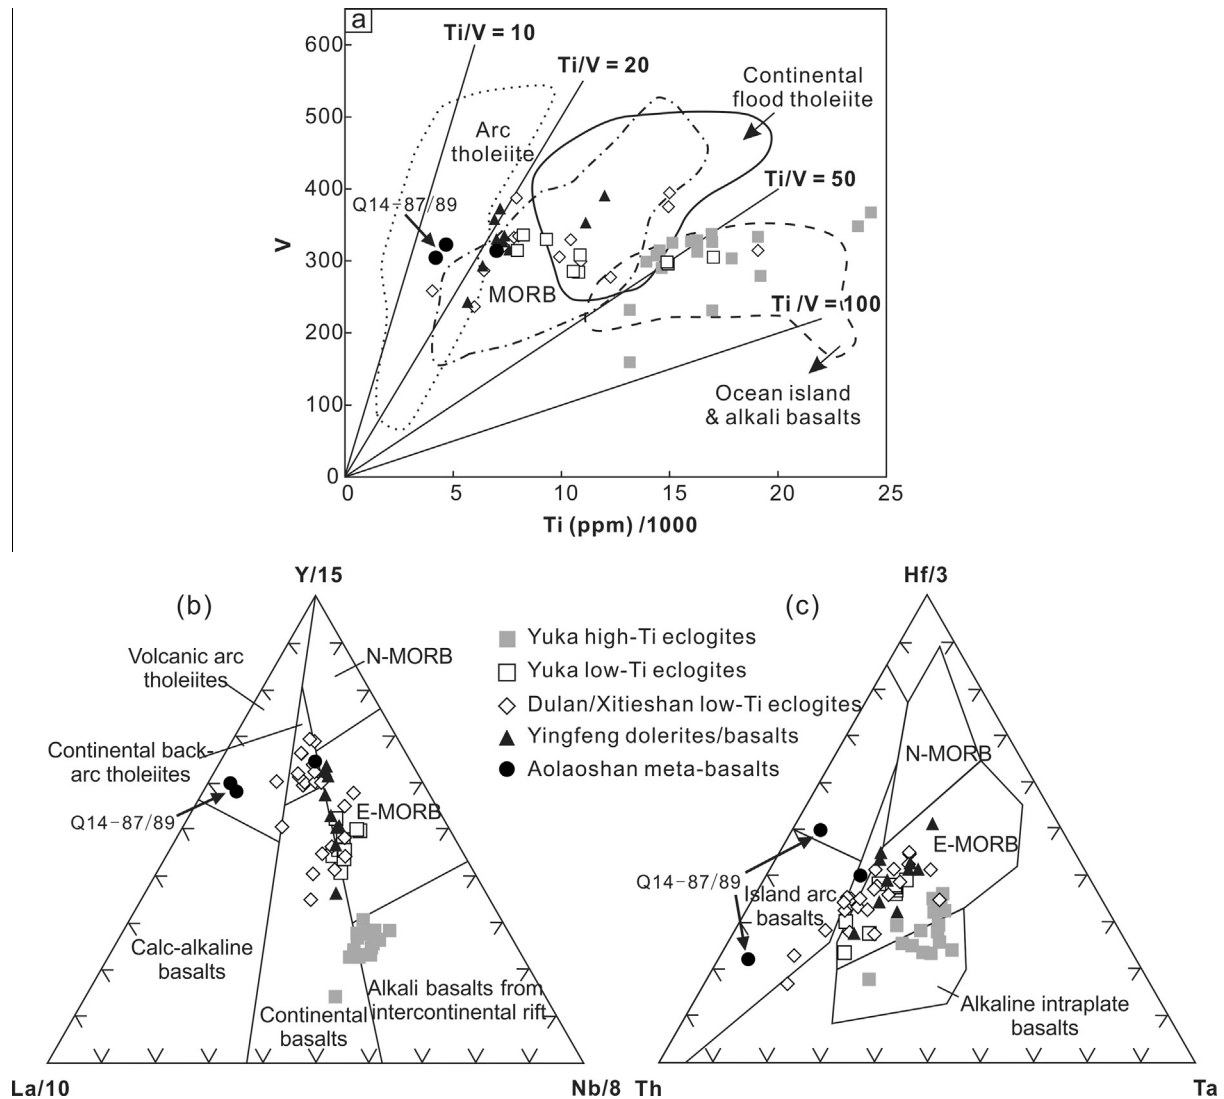 a
Ti/V = 10
Ti/V = 20
Continental
flood tholeiite
Arc
tholeiite
Ti/V = 50
Q14-87/89
MORB
Ti /V = 100
Ocean island
& alkali basalts
V
600
500
400
300
200
100
0
0
5
10
15
20
25
Ti (ppm) /1000
Y/15
(b)
Volcanic arc
tholeiites
N-MORB
Continental back-
arc tholeiites
Q14-87/89
E-MORB
Calc-alkaline
basalts
Continental
basalts
Alkali basalts from
intercontinental rift
La/10
Nb/8
Yuka high-Ti eclogites
Yuka low-Ti eclogites
Dulan/Xitieshan low-Ti eclogites
Yingfeng dolerites/basalts
Aolaoshan meta-basalts
Hf/3
(c)
N-MORB
E-MORB
Q14-87/89
Island arc
basalts
Alkaline intraplate
basalts
Th
Ta